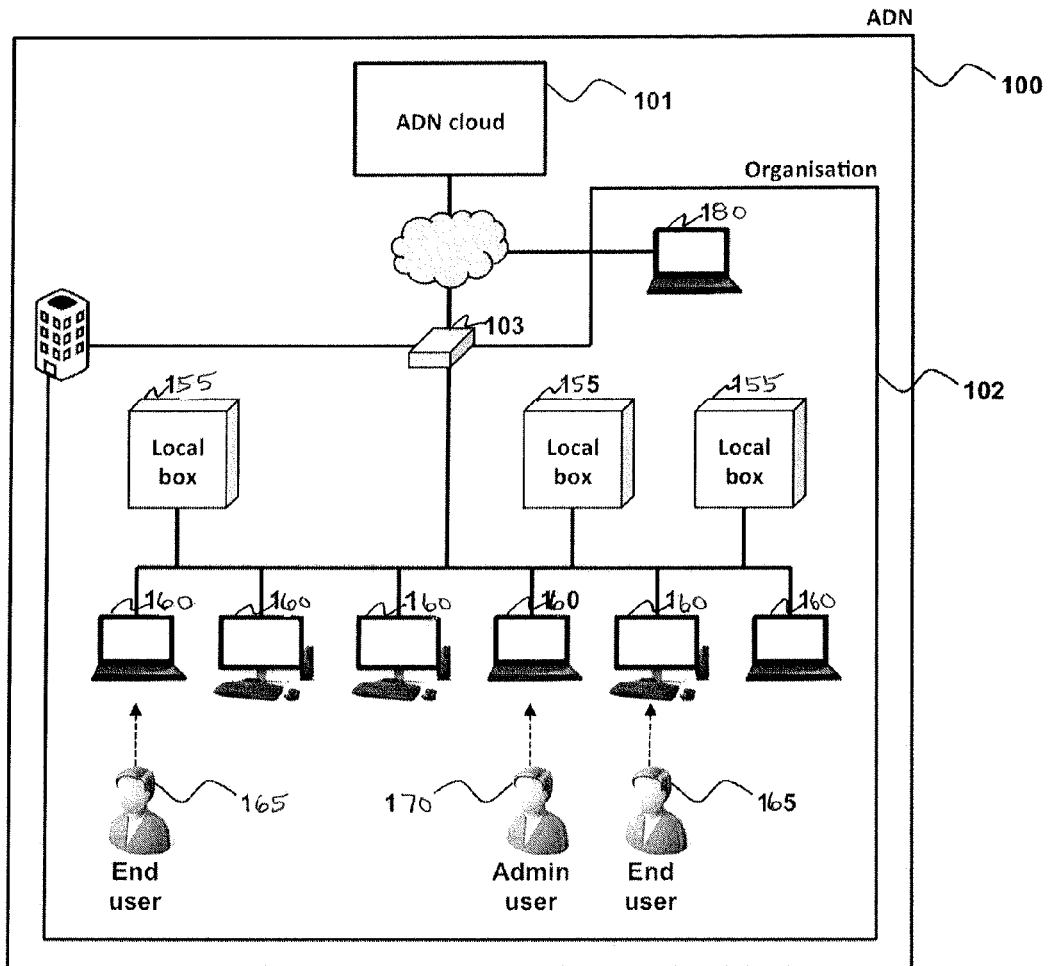 ADN
100
ADN cloud
101
Organisation
180
103
102
155
155
155
Local
box
Local
box
Local
box
160
160
160
160
160
160
165
170
165
End
user
Admin
user
End
user